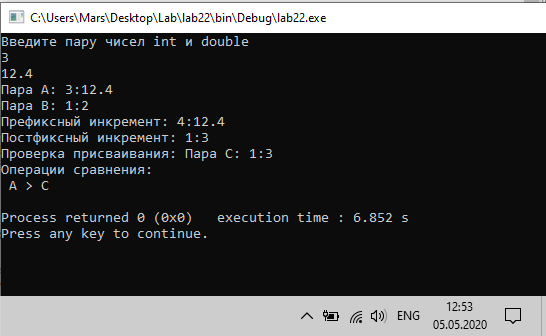 C:\Users\Mars\Desktop\Lab\lab22\bin\Debug\lab22.exe
Введите пару чисел int и double
3
12.4
Пара A: 3:12.4
Пара B: 1:2
Префиксный инкремент: 4:12.4
Постфиксный инкремент: 1:3
Проверка присваивания: Пара C: 1:3
Операции сравнения:
 A > C
Process returned 0 (0x0)   execution time : 6.852 s
Press any key to continue.
ENG
12:53
05.05.2020